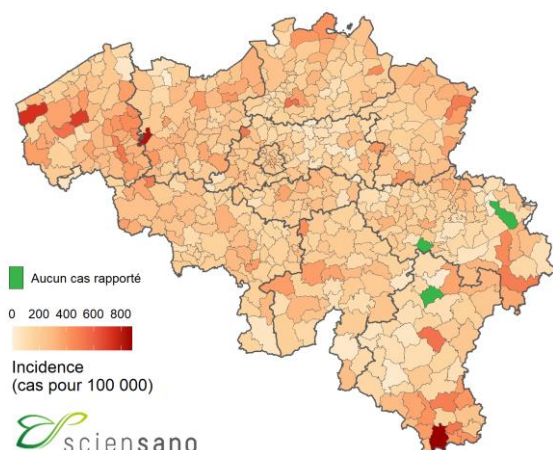 Aucun cas rapporté
0 200 400 600 800
Incidence
(cas pour 100 000)
sciensano